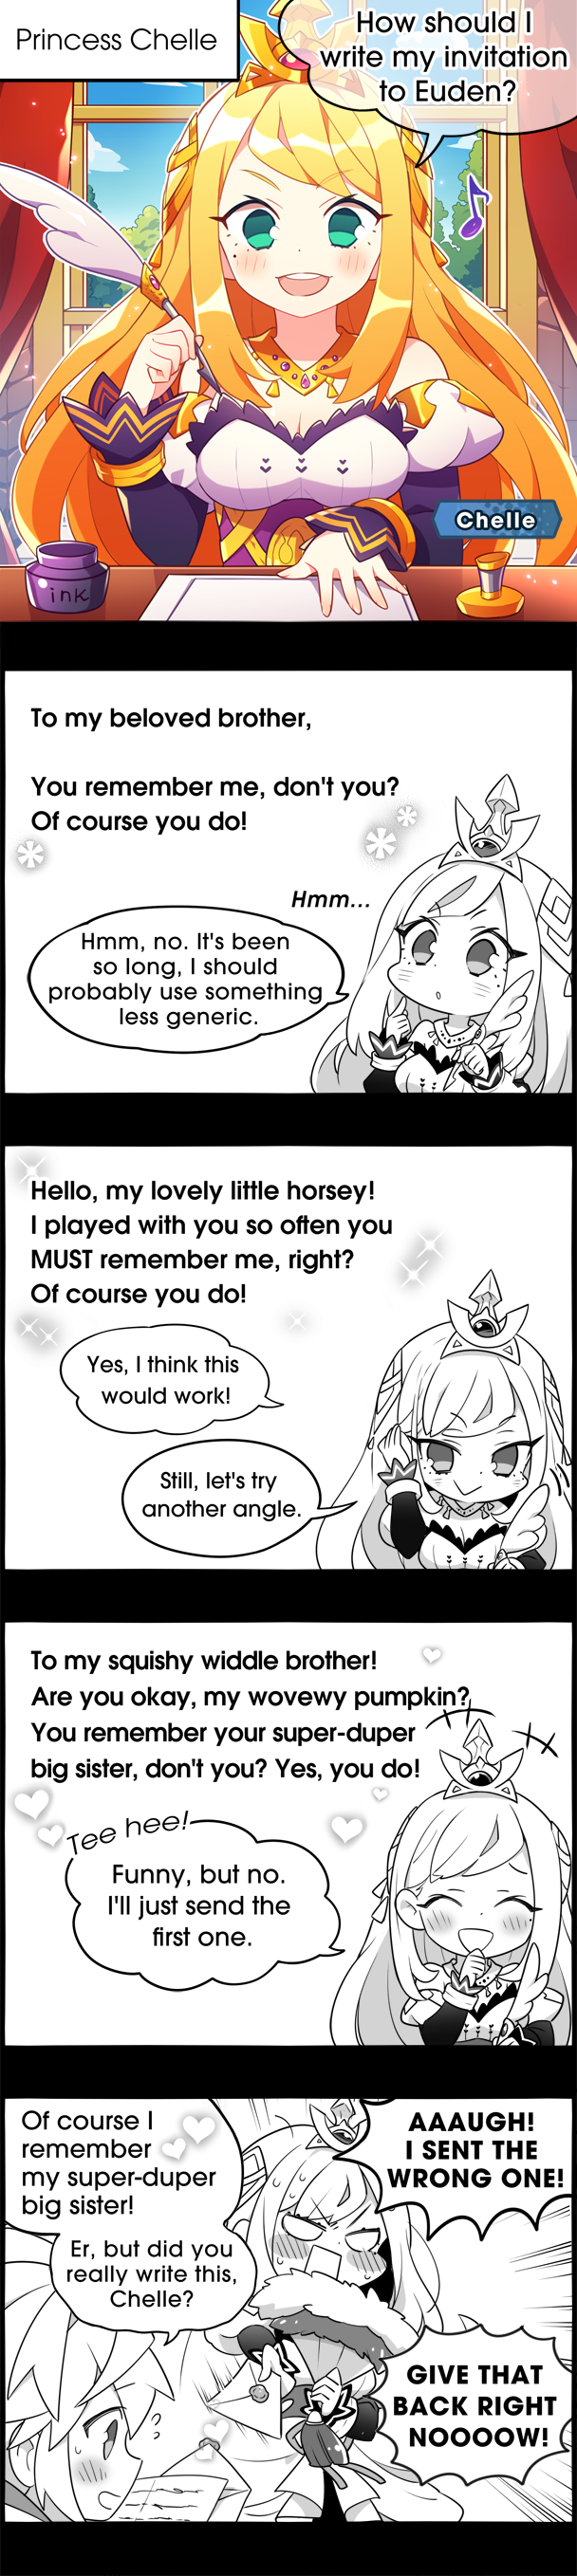 Princess Chelle
How should I
write my invitation
to Euden?
Chelle
ink
To my beloved brother,
You remember me, don't you?
Of course you do!
Hmm...
Hmm, no. It's been
so long, I should
probably use something
less generic.
Hello, my lovely little horsey!
I played with you so often you
MUST remember me, right?
Of course you do!
Yes, I think this
would work!
Still, let's try
another angle.
To my squishy widdle brother!
Are you okay, my wovewy pumpkin?
You remember your super-duper
big sister, don't you? Yes, you do!
Tee hee!
Funny, but no.
I'll just send the
first one.
Of course I
remember
my super-duper
big sister!
AAAUGH!
I SENT THE
WRONG ONE!
Er, but did you
really write this,
Chelle?
GIVE THAT
BACK RIGHT
NOOOOW!